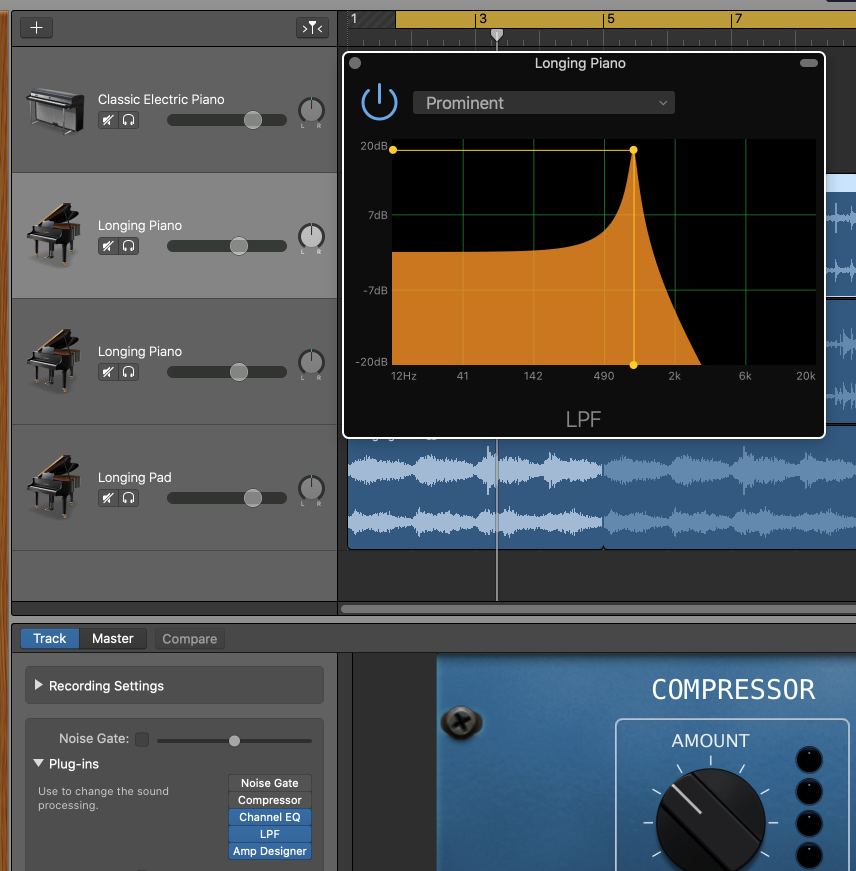 1 3 5 7
Longing Piano
Prominent
Classic Electric Piano
L R
20dB
7dB
-7dB
-20dB
12Hz 41 142 490 2k 6k 20k
LPF
Longing Piano
L R
Longing Piano
L R
Longing Pad
L R
Track Master Compare
Recording Settings
Noise Gate:
Plug-ins
Use to change the sound
processing.
Noise Gate
Compressor
Channel EQ
LPF
Amp Designer
COMPRESSOR
AMOUNT